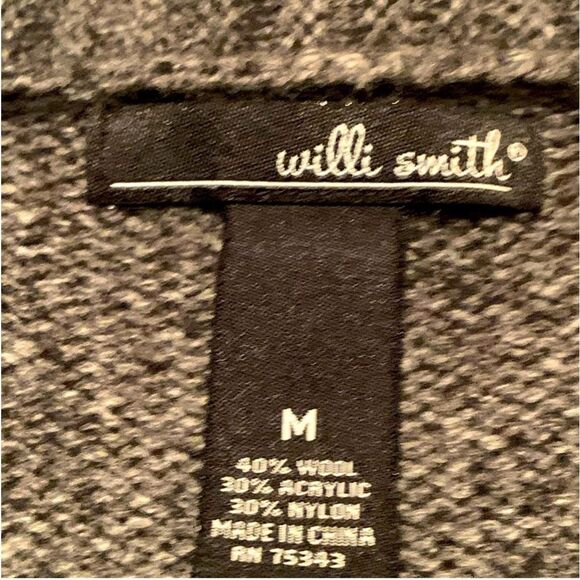 willi smith®
M
40% WOOL
30% ACRYLIC
30% NYLON
MADE IN CHINA
RN 75343